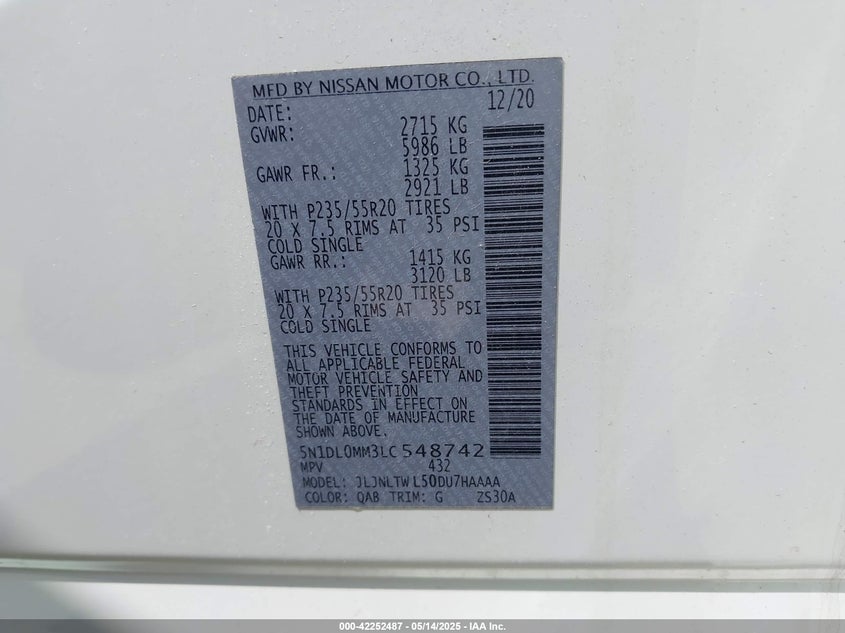 MFD BY NISSAN MOTOR CO., LTD.
DATE: 12/20
GVWR: 2715 KG
5986 LB
GAWR FR.: 1325 KG
2921 LB
WITH P235/55R20 TIRES
20 X 7.5 RIMS AT 35 PSI
COLD SINGLE
GAWR RR.: 1415 KG
3120 LB
WITH P235/55R20 TIRES
20 X 7.5 RIMS AT 35 PSI
COLD SINGLE
THIS VEHICLE CONFORMS TO
ALL APPLICABLE FEDERAL
MOTOR VEHICLE SAFETY AND
THEFT PREVENTION
STANDARDS IN EFFECT ON
THE DATE OF MANUFACTURE
SHOWN ABOVE.
5N1DL0MM3LC548742
MPV 432
MODEL: JLJNLTWL50DU7HAAAA
COLOR: QAB TRIM: G ZS30A
000-42252487 - 05/14/2025 - IAA Inc.